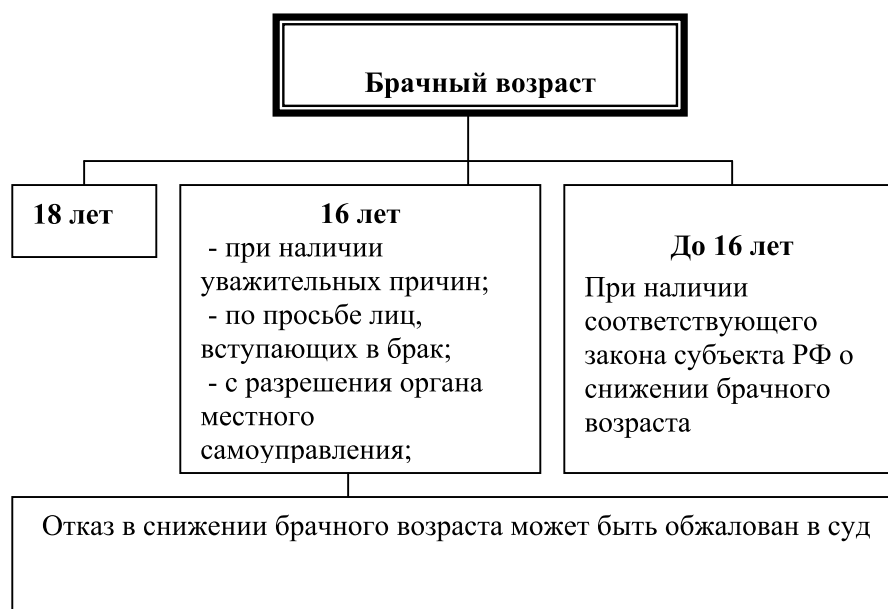 Брачный возраст
18 лет
16 лет
- при наличии
уважительных причин;
- по просьбе лиц,
вступающих в брак;
- с разрешения органа
местного
самоуправления;
До 16 лет
При наличии
соответствующего
закона субъекта РФ о
снижении брачного
возраста
Отказ в снижении брачного возраста может быть обжалован в суд